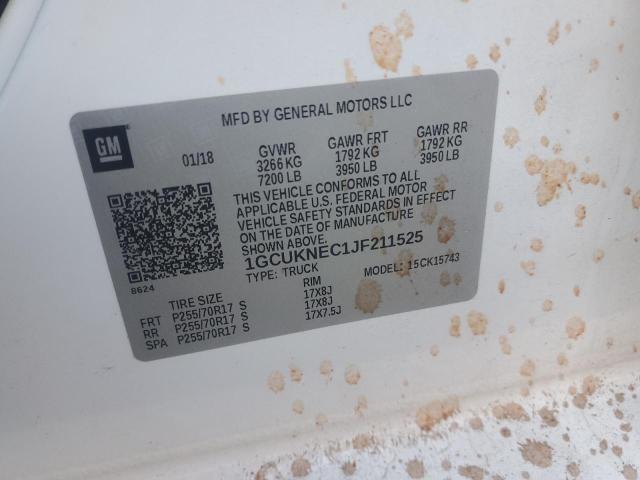 MFD BY GENERAL MOTORS LLC
GM
01/18
GVWR
3266 KG
7200 LB
GAWR FRT
1792 KG
3950 LB
GAWR RR
1792 KG
3950 LB
THIS VEHICLE CONFORMS TO ALL
APPLICABLE U.S. FEDERAL MOTOR
VEHICLE SAFETY STANDARDS IN EFFECT
ON THE DATE OF MANUFACTURE
SHOWN ABOVE.
1GCUKNEC1JF211525
TYPE: TRUCK
MODEL: 15CK15743
8624
TIRE SIZE RIM
FRT P255/70R17 S 17X8J
RR P255/70R17 S 17X8J
SPA P255/70R17 S 17X7.5J